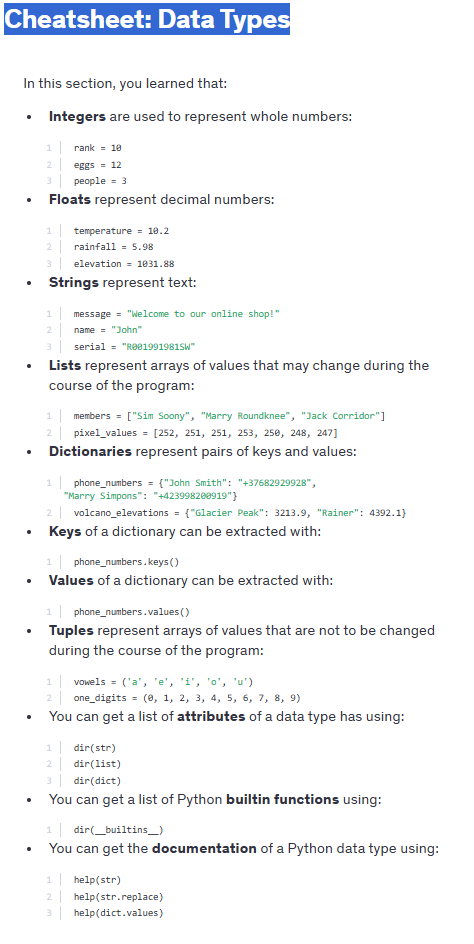 Cheatsheet: Data Types
In this section, you learned that:
• Integers are used to represent whole numbers:
1 rank = 10
2 eggs = 12
3 people = 3
• Floats represent decimal numbers:
1 temperature = 10.2
2 rainfall = 5.98
3 elevation = 1031.88
• Strings represent text:
1 message = "Welcome to our online shop!"
2 name = "John"
3 serial = "R001991981SW"
• Lists represent arrays of values that may change during the
course of the program:
1 members = ["Sim Soony", "Marry Roundknee", "Jack Corridor"]
2 pixel_values = [252, 251, 251, 253, 250, 248, 247]
• Dictionaries represent pairs of keys and values:
1 phone_numbers = {"John Smith": "+37682929928",
"Marry Simpons": "+423998200919"}
2 volcano_elevations = {"Glacier Peak": 3213.9, "Rainer": 4392.1}
• Keys of a dictionary can be extracted with:
1 phone_numbers.keys()
• Values of a dictionary can be extracted with:
1 phone_numbers.values()
• Tuples represent arrays of values that are not to be changed
during the course of the program:
1 vowels = ('a', 'e', 'i', 'o', 'u')
2 one_digits = (0, 1, 2, 3, 4, 5, 6, 7, 8, 9)
• You can get a list of attributes of a data type has using:
1 dir(str)
2 dir(list)
3 dir(dict)
• You can get a list of Python builtin functions using:
1 dir(__builtins__)
• You can get the documentation of a Python data type using:
1 help(str)
2 help(str.replace)
3 help(dict.values)